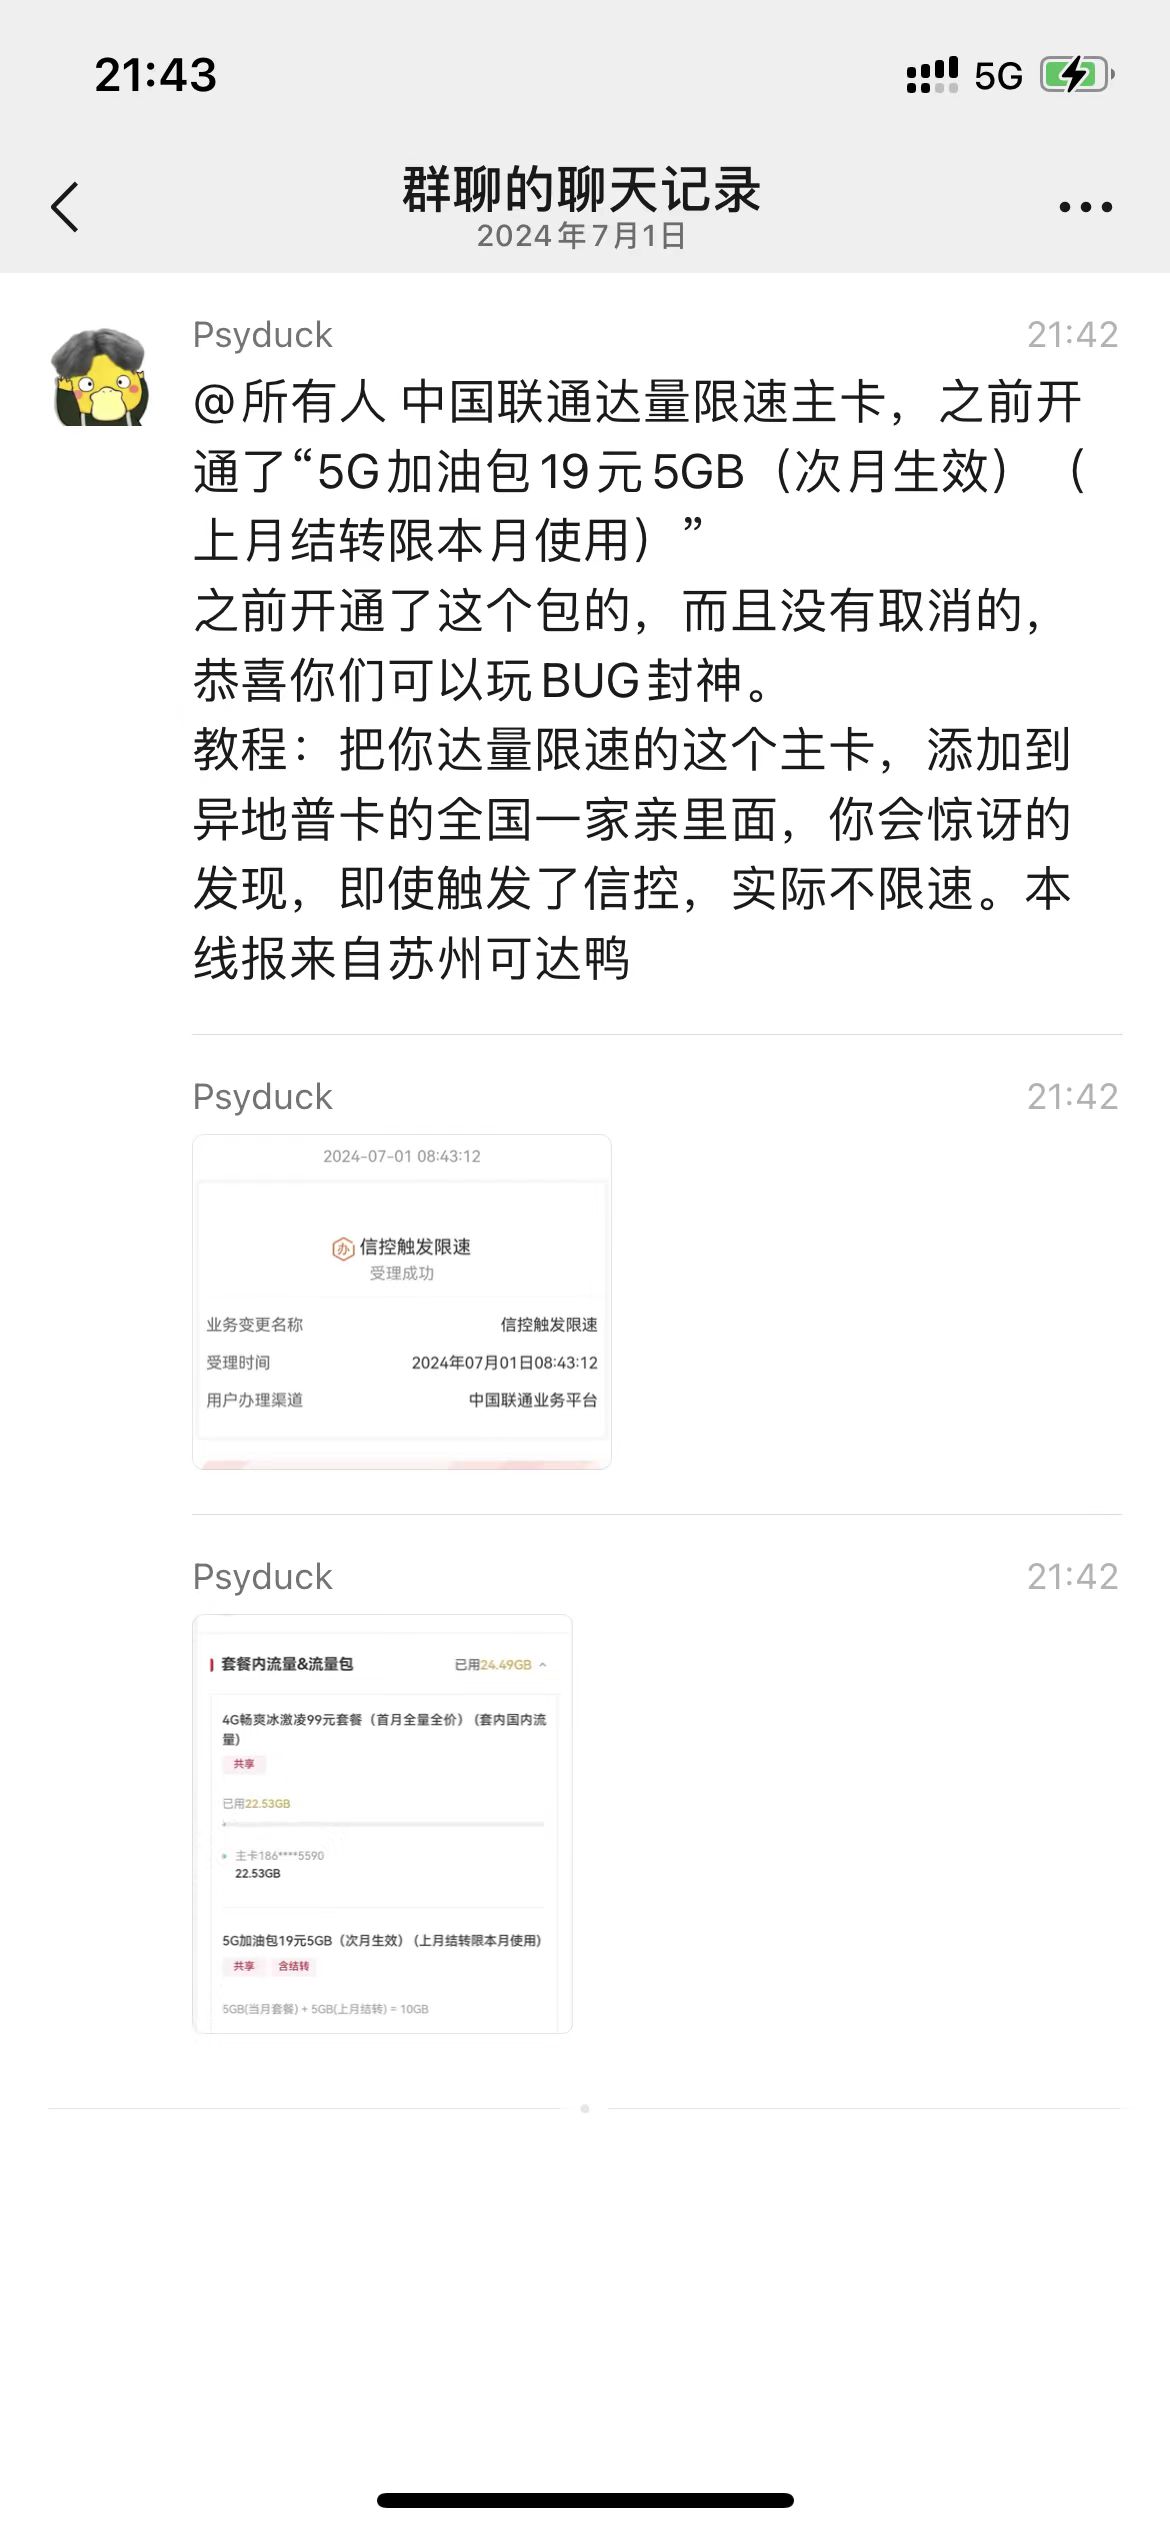 21:43
5G
群聊的聊天记录
2024年7月1日
Psyduck
21:42
@所有人 中国联通达量限速主卡，之前开
通了“5G加油包19元5GB（次月生效）（
上月结转限本月使用）”
之前开通了这个包的，而且没有取消的，
恭喜你们可以玩BUG封神。
教程：把你达量限速的这个主卡，添加到
异地普卡的全国一家亲里面，你会惊讶的
发现，即使触发了信控，实际不限速。本
线报来自苏州可达鸭
Psyduck
21:42
2024-07-01 08:43:12
办 信控触发限速
受理成功
业务变更名称
信控触发限速
受理时间
2024年07月01日08:43:12
用户办理渠道
中国联通业务平台
Psyduck
21:42
套餐内流量&流量包
已用24.49GB
4G畅爽冰激凌99元套餐（首月全量全价）(套内国内流
量)
共享
已用22.53GB
主卡186****5590
22.53GB
5G加油包19元5GB（次月生效）(上月结转限本月使用)
共享 含结转
5GB(当月套餐) + 5GB(上月结转) = 10GB